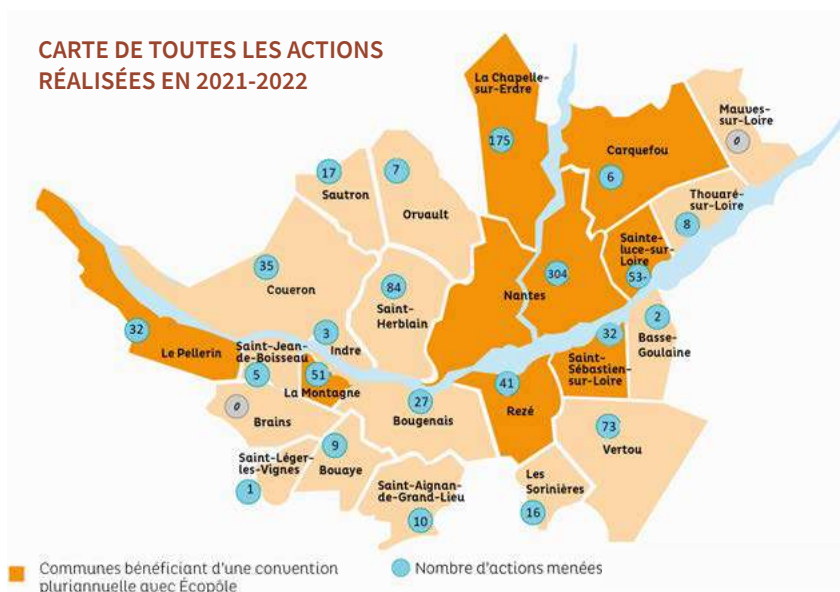 CARTE DE TOUTES LES ACTIONS
RÉALISÉES EN 2021-2022
La Chapelle-
sur-Erdre
175
Mauves-
sur-Loire
0
Carquefou
6
17
Sautron
7
Orvault
Thouaré-
sur-Loire
8
Sainte-
luce-sur-
Loire
53-
35
Coueron
84
Saint-
Herblain
304
Nantes
2
Basse-
Goulaine
32
Le Pellerin
3
Indre
32
Saint-
Sébastien
sur-Loire
Saint-Jean-
de-Boisseau
5
51
La Montagne
41
Rezé
0
Brains
27
Bougenais
73
Vertou
9
Bouaye
Saint-Léger-
les-Vignes
1
Saint-Aignan-
de-Grand-Lieu
10
Les
Sorinières
16
Communes bénéficiant d'une convention
pluriannuelle avec Écopôle
Nombre d'actions menées